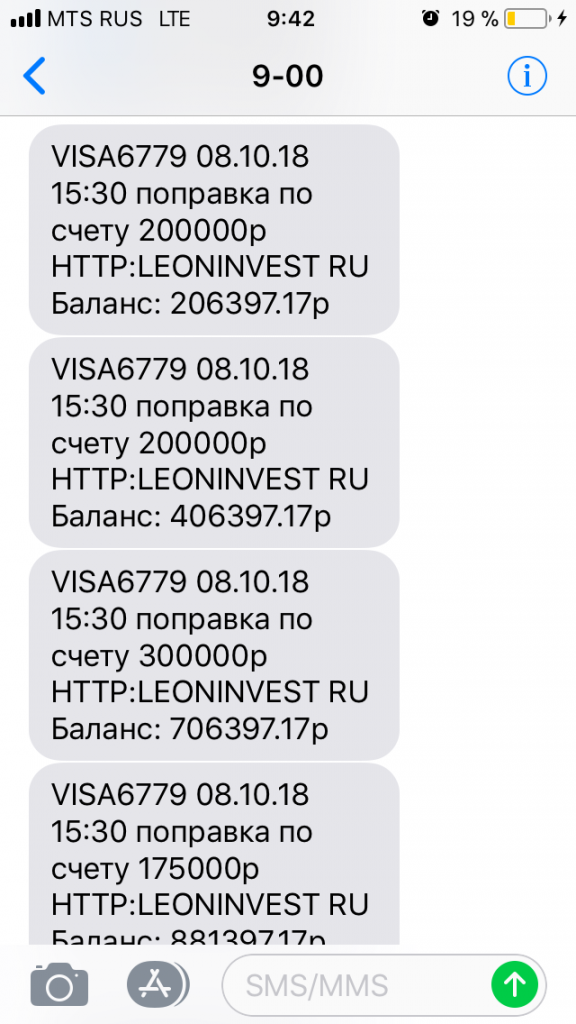 MTS RUS LTE 9:42 19 %
9-00
VISA6779 08.10.18
15:30 поправка по
счету 200000р
HTTP:LEONINVEST RU
Баланс: 206397.17р
VISA6779 08.10.18
15:30 поправка по
счету 200000р
HTTP:LEONINVEST RU
Баланс: 406397.17р
VISA6779 08.10.18
15:30 поправка по
счету 300000р
HTTP:LEONINVEST RU
Баланс: 706397.17р
VISA6779 08.10.18
15:30 поправка по
счету 175000р
HTTP:LEONINVEST RU
Баланс: 881397.17р
SMS/MMS